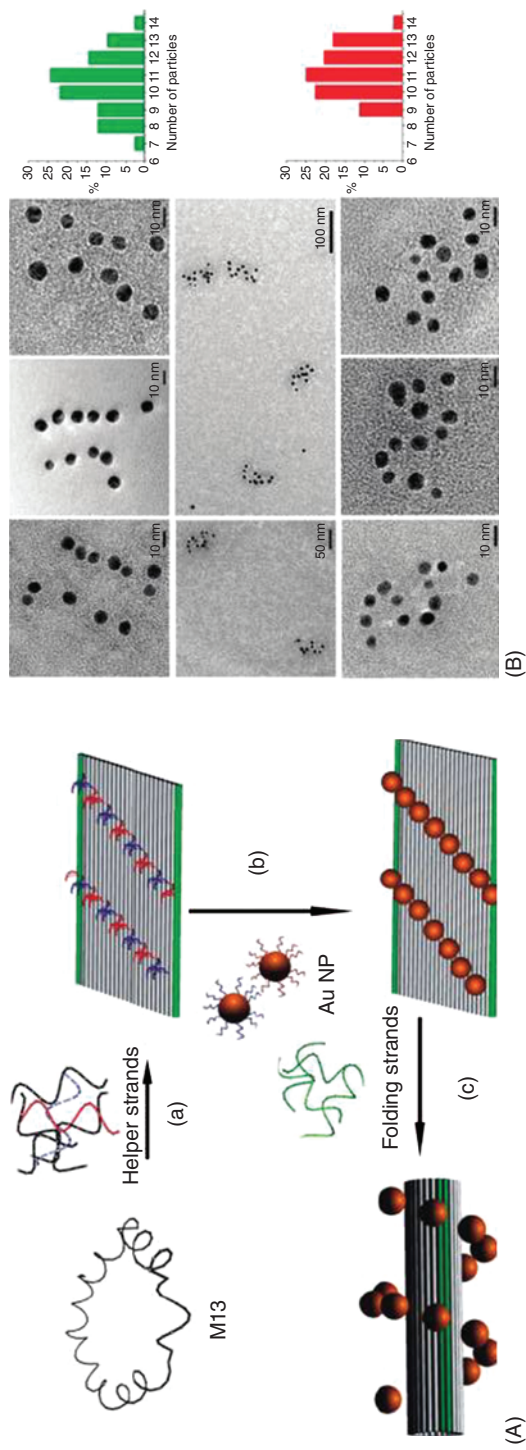 M13
Helper strands
(a)
(b)
Au NP
Folding strands
(c)
(A)
10 nm
10 nm
10 nm
50 nm
100 nm
10 nm
10 nm
10 nm
(B)
%
30
25
20
15
10
5
0
6 7 8 9 10 11 12 13 14
Number of particles
%
30
25
20
15
10
5
0
6 7 8 9 10 11 12 13 14
Number of particles